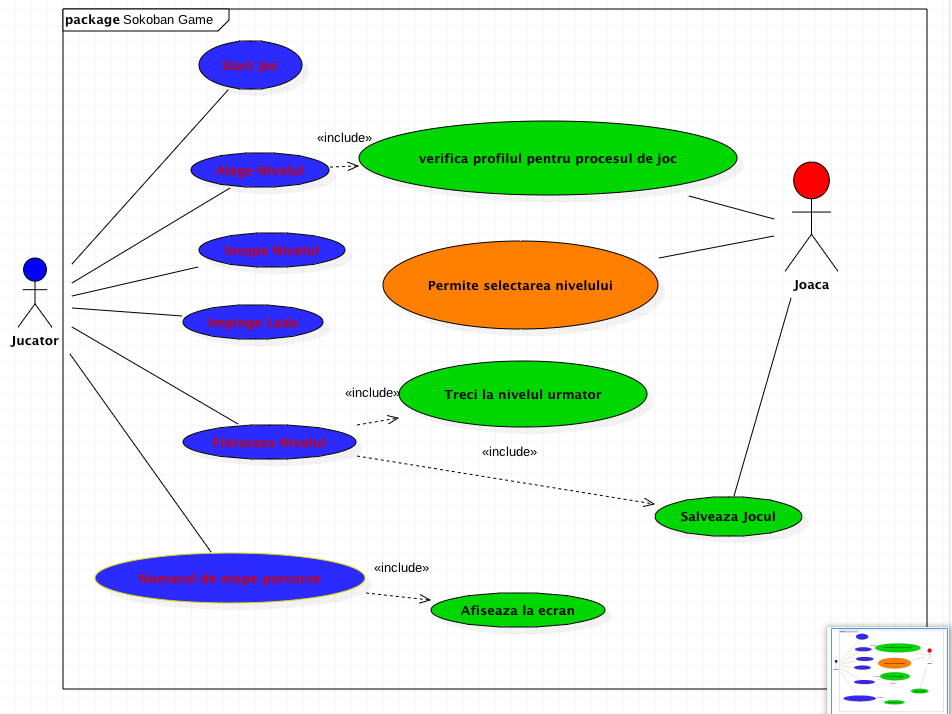 package Sokoban Game
Start joc
«include»
verifica profilul pentru procesul de joc
Alege Nivelul
Incepe Nivelul
Permite selectarea nivelului
Joaca
Impinge Lada
Jucator
«include»
Treci la nivelul urmator
Finiseaza Nivelul
«include»
Salveaza Jocul
«include»
Numarul de etape parcurse
Afiseaza la ecran